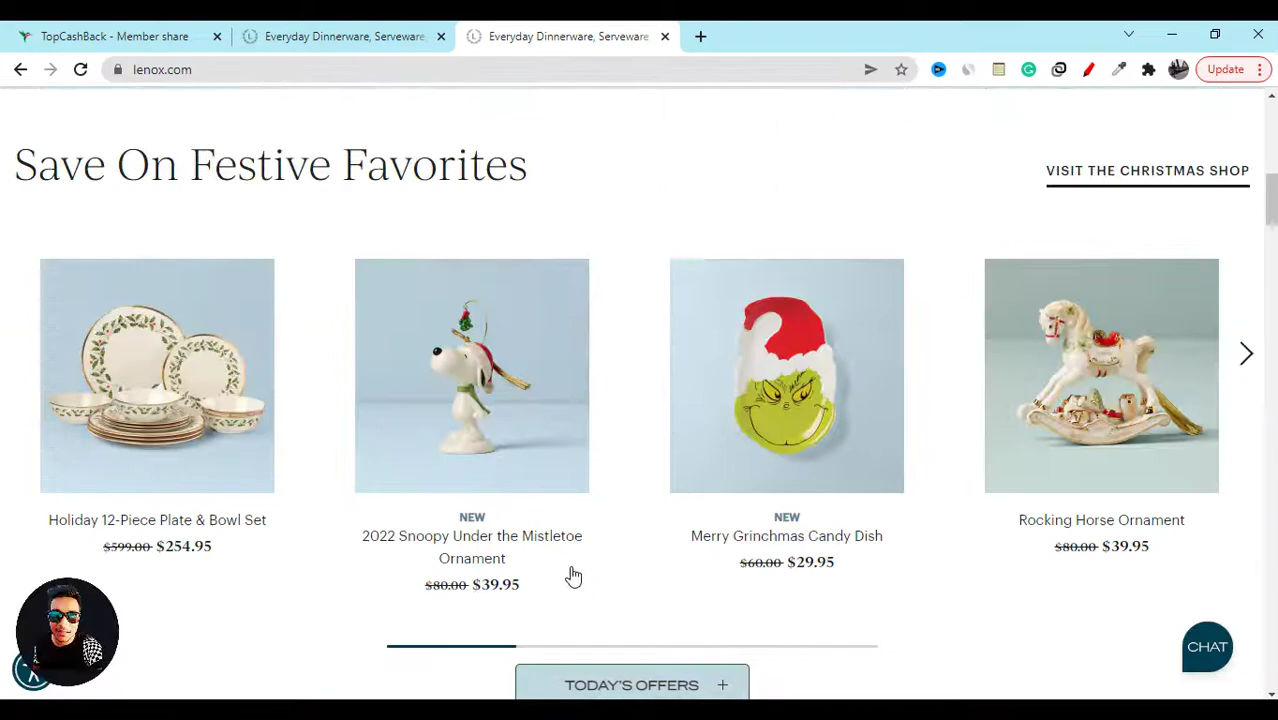 TopCashBack - Member share
Everyday Dinnerware, Serveware,
Everyday Dinnerware, Serveware
lenox.com
Update
Save On Festive Favorites
VISIT THE CHRISTMAS SHOP
Holiday 12-Piece Plate & Bowl Set
$599.00 $254.95
NEW
2022 Snoopy Under the Mistletoe
Ornament
$80.00 $39.95
NEW
Merry Grinchmas Candy Dish
$60.00 $29.95
Rocking Horse Ornament
$80.00 $39.95
CHAT
TODAY'S OFFERS +